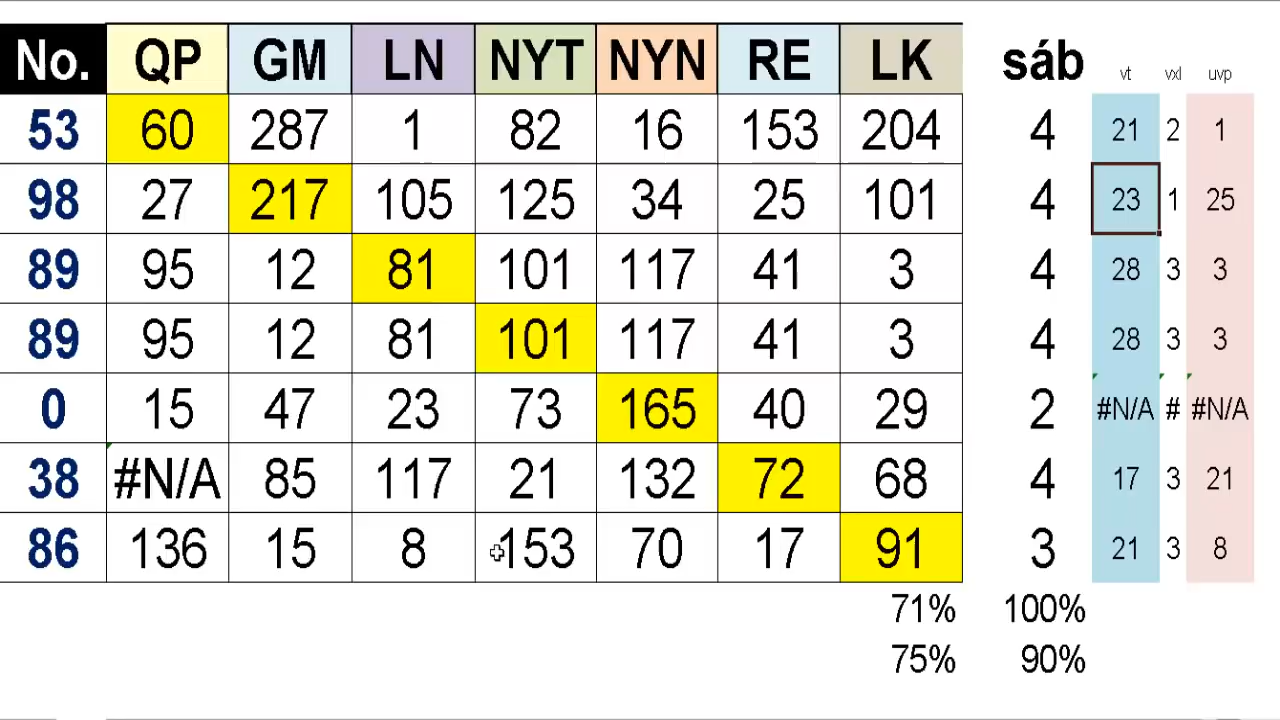 No. QP GM LN NYT NYN RE LK sáb vt vxl uvp
53 60 287 1 82 16 153 204 4 21 2 1
98 27 217 105 125 34 25 101 4 23 1 25
89 95 12 81 101 117 41 3 4 28 3 3
89 95 12 81 101 117 41 3 4 28 3 3
0 15 47 23 73 165 40 29 2 #N/A # #N/A
38 #N/A 85 117 21 132 72 68 4 17 3 21
86 136 15 8 153 70 17 91 3 21 3 8
71% 100%
75% 90%